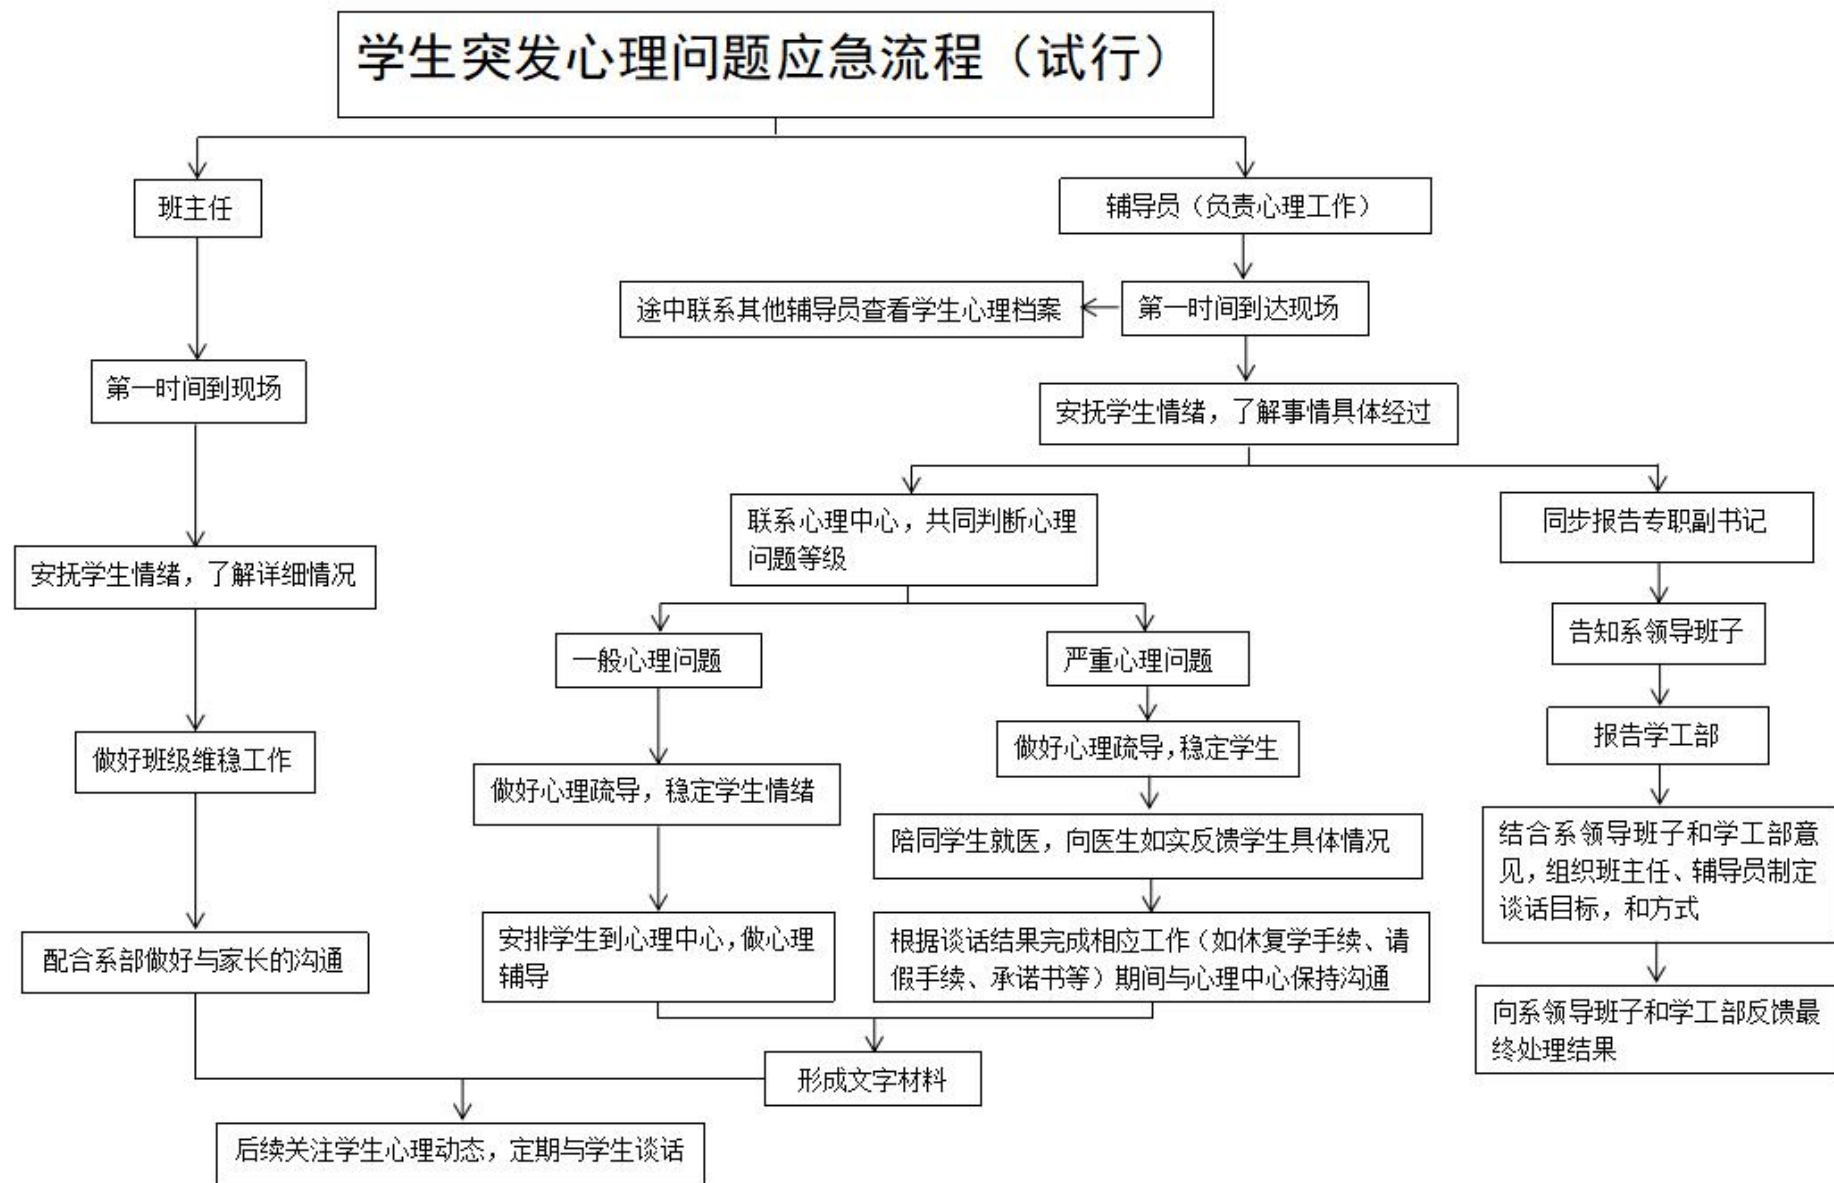 学生突发心理问题应急流程（试行）
班主任
辅导员（负责心理工作）
途中联系其他辅导员查看学生心理档案
第一时间到达现场
第一时间到现场
安抚学生情绪，了解事情具体经过
联系心理中心，共同判断心理
问题等级
同步报告专职副书记
安抚学生情绪，了解详细情况
一般心理问题
严重心理问题
告知系领导班子
做好班级维稳工作
做好心理疏导，稳定学生情绪
做好心理疏导，稳定学生
报告学工部
陪同学生就医，向医生如实反馈学生具体情况
结合系领导班子和学工部意
见，组织班主任、辅导员制定
谈话目标，和方式
配合系部做好与家长的沟通
安排学生到心理中心，做心理
辅导
根据谈话结果完成相应工作（如休复学手续、请
假手续、承诺书等）期间与心理中心保持沟通
向系领导班子和学工部反馈最
终处理结果
形成文字材料
后续关注学生心理动态，定期与学生谈话